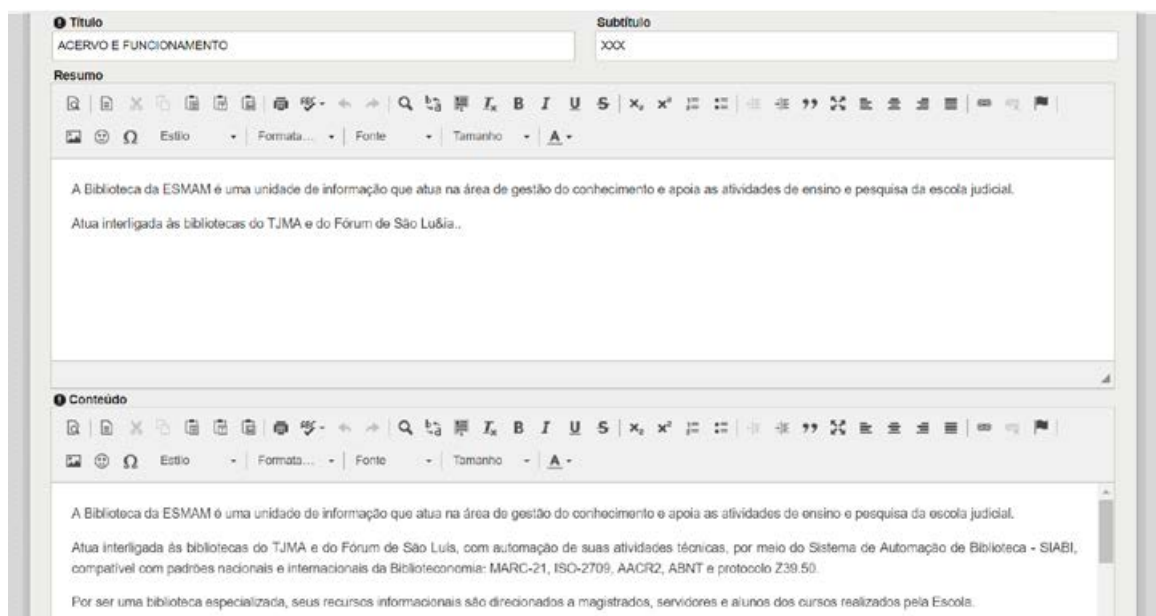 Título Subtítulo
ACERVO E FUNCIONAMENTO XXX
Resumo
Estilo Formata... Fonte Tamanho A
A Biblioteca da ESMAM é uma unidade de informação que atua na área de gestão do conhecimento e apoia as atividades de ensino e pesquisa da escola judicial.
Atua interligada às bibliotecas do TJMA e do Fórum de São Lu&ia..
Conteúdo
Estilo Formata... Fonte Tamanho A
A Biblioteca da ESMAM é uma unidade de informação que atua na área de gestão do conhecimento e apoia as atividades de ensino e pesquisa da escola judicial.
Atua interligada às bibliotecas do TJMA e do Fórum de São Luís, com automação de suas atividades técnicas, por meio do Sistema de Automação de Biblioteca - SIABI,
compatível com padrões nacionais e internacionais da Biblioteconomia: MARC-21, ISO-2709, AACR2, ABNT e protocolo Z39.50.
Por ser uma biblioteca especializada, seus recursos informacionais são direcionados a magistrados, servidores e alunos dos cursos realizados pela Escola.